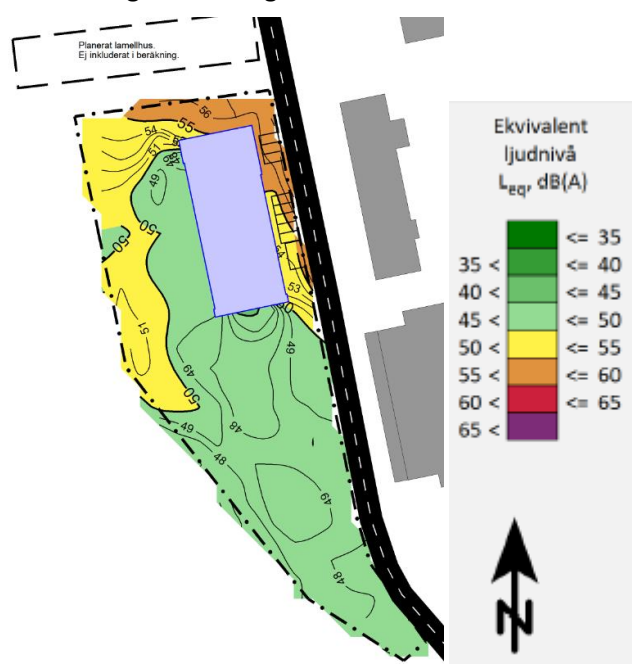 Planerat lamellhus.
Ej inkluderat i beräkning.
Ekvivalent
ljudnivå
Leq, dB(A)
<= 35
35 < <= 40
40 < <= 45
45 < <= 50
50 < <= 55
55 < <= 60
60 < <= 65
65 <
N
56
55
54
51
49
50
50
54
53
50
51
49
49
50
49
48
48
49
48